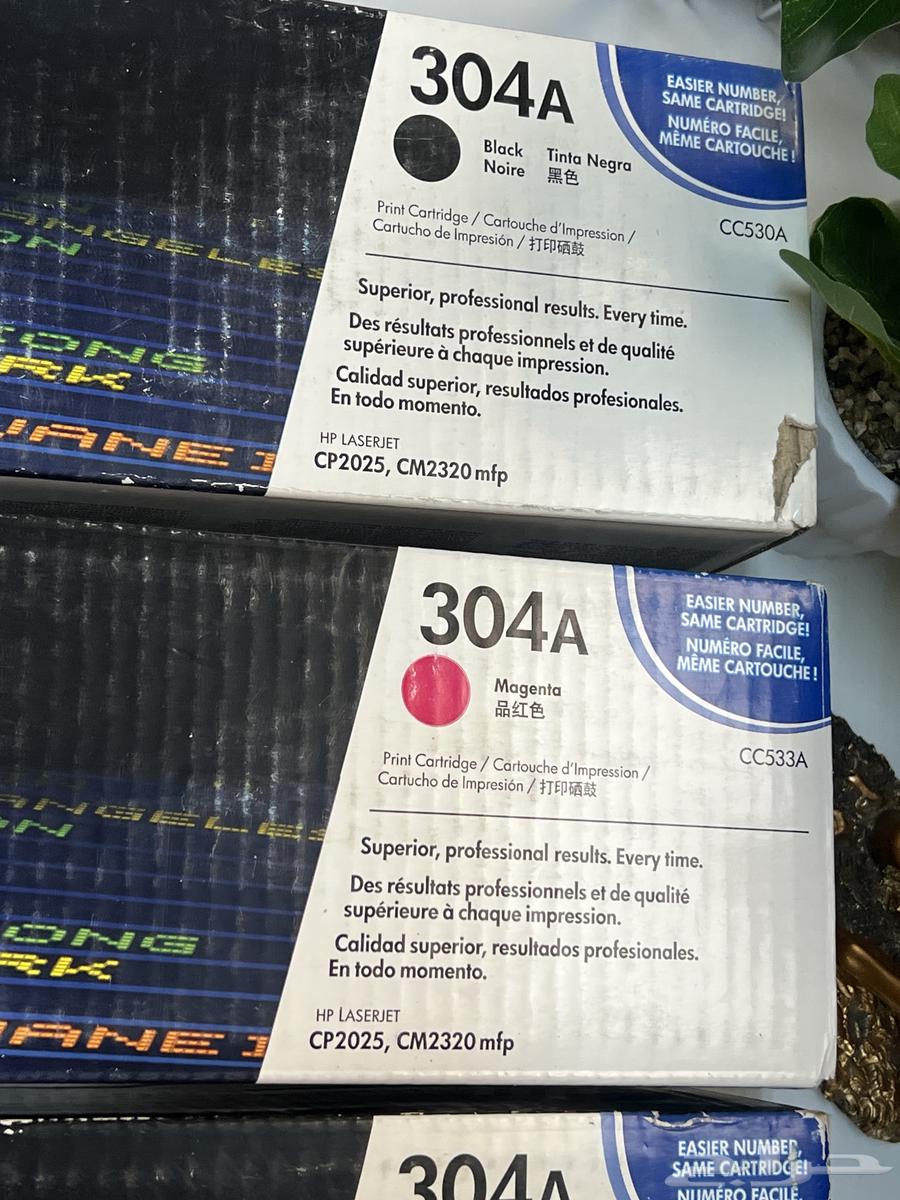 304A
EASIER NUMBER,
SAME CARTRIDGE!
NUMÉRO FACILE,
MÊME CARTOUCHE !
Black Tinta Negra
Noire 黑色
CC530A
Print Cartridge / Cartouche d'Impression /
Cartucho de Impresión / 打印硒鼓
Superior, professional results. Every time.
Des résultats professionnels et de qualité
supérieure à chaque impression.
Calidad superior, resultados profesionales.
En todo momento.
HP LASERJET
CP2025, CM2320 mfp
304A
EASIER NUMBER,
SAME CARTRIDGE!
NUMÉRO FACILE,
MÊME CARTOUCHE !
Magenta
品红色
CC533A
Print Cartridge / Cartouche d'Impression /
Cartucho de Impresión / 打印硒鼓
Superior, professional results. Every time.
Des résultats professionnels et de qualité
supérieure à chaque impression.
Calidad superior, resultados profesionales.
En todo momento.
HP LASERJET
CP2025, CM2320 mfp
304A
EASIER NUMBER,
SAME CARTRIDGE!
NUMÉRO FACILE,